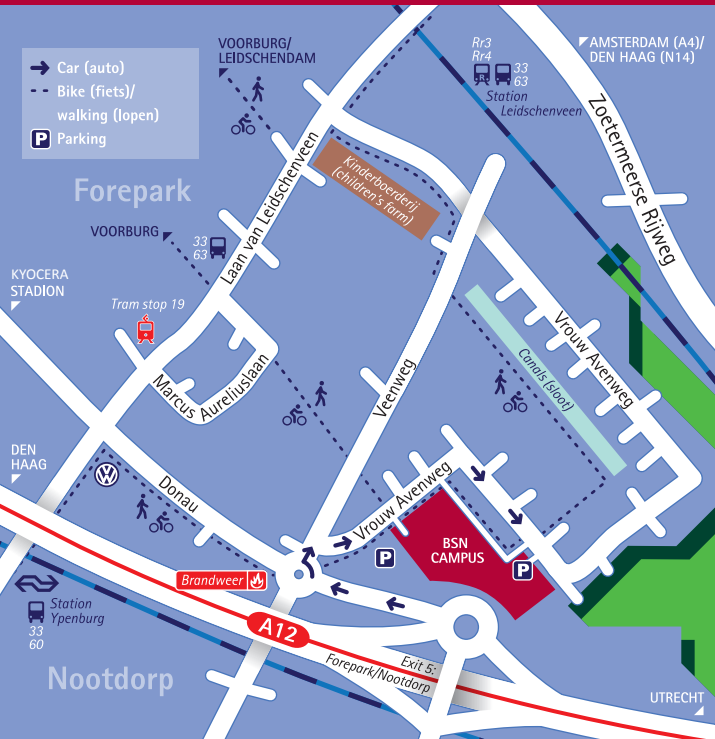 Car (auto)
Bike (fiets)/
walking (lopen)
P Parking
VOORBURG/
LEIDSCHENDAM
Rr3
Rr4
33
63
Station
Leidschenveen
AMSTERDAM (A4)/
DEN HAAG (N14)
Zoetermeerse Rijweg
Forepark
Laan van Leidschenveen
Kinderboerderij
(children's farm)
VOORBURG
33
63
KYOCERA
STADION
Tram stop 19
Marcus Aureliuslaan
Veenweg
Canals (sloot)
Vrouw Avenweg
DEN
HAAG
VW
Donau
Vrouw Avenweg
BSN
CAMPUS
P
P
Brandweer
Station
Ypenburg
33
60
A12
Exit 5:
Forepark/Nootdorp
Nootdorp
UTRECHT